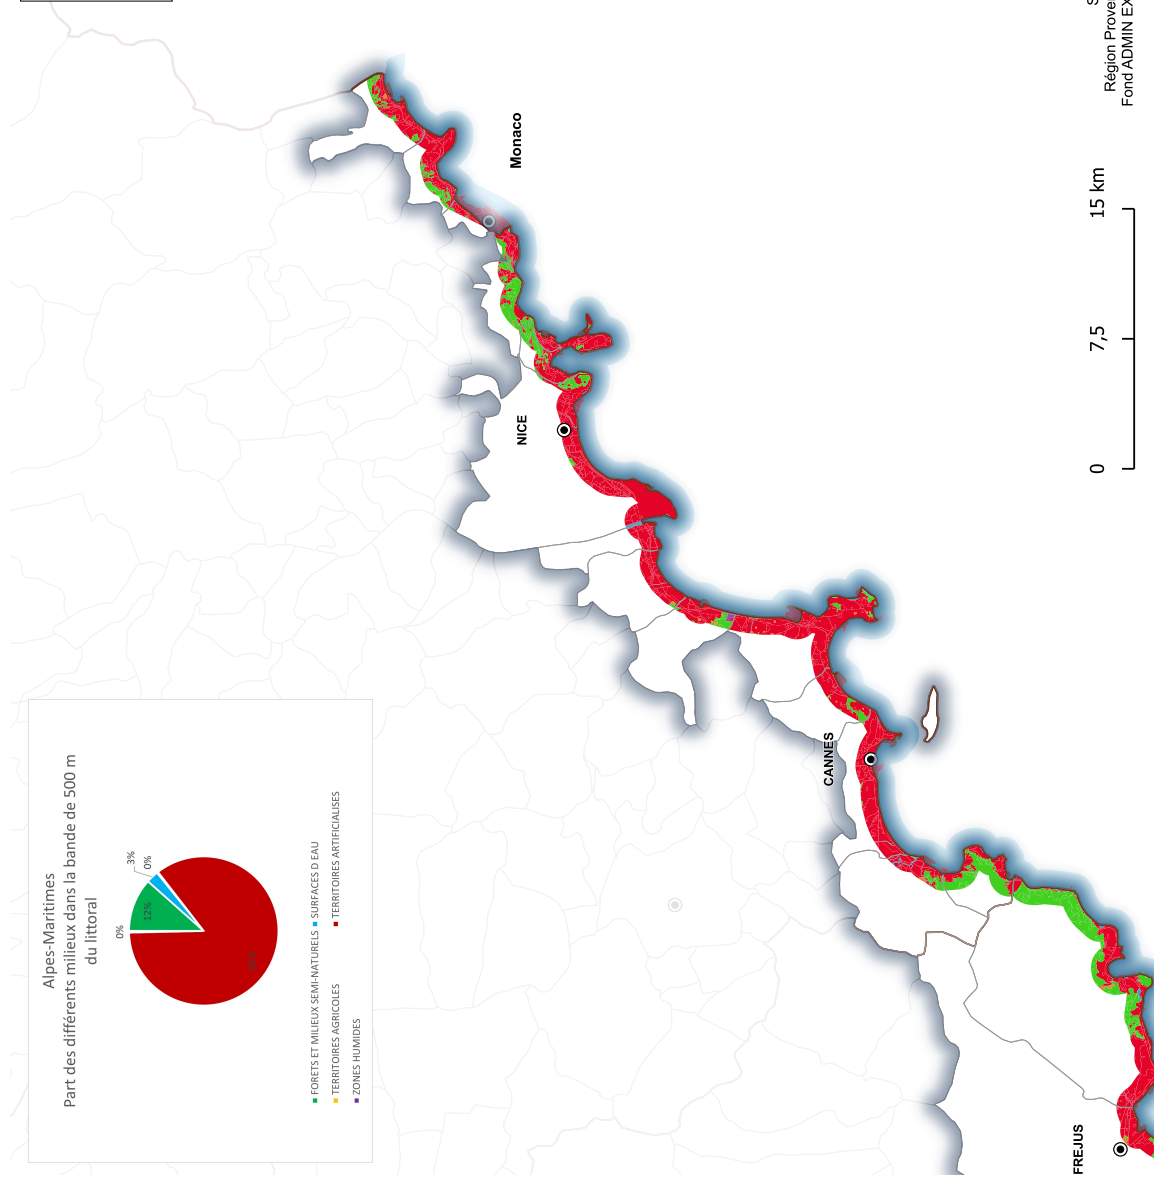 Alpes-Maritimes
Part des différents milieux dans la bande de 500 m
du littoral
0%
12%
3%
0%
FORETS ET MILIEUX SEMI-NATURELS
SURFACES D EAU
TERRITOIRES AGRICOLES
TERRITOIRES ARTIFICIALISES
ZONES HUMIDES
Monaco
NICE
CANNES
FREJUS
0
7,5
15 km
S
Région Prove
Fond ADMIN EX